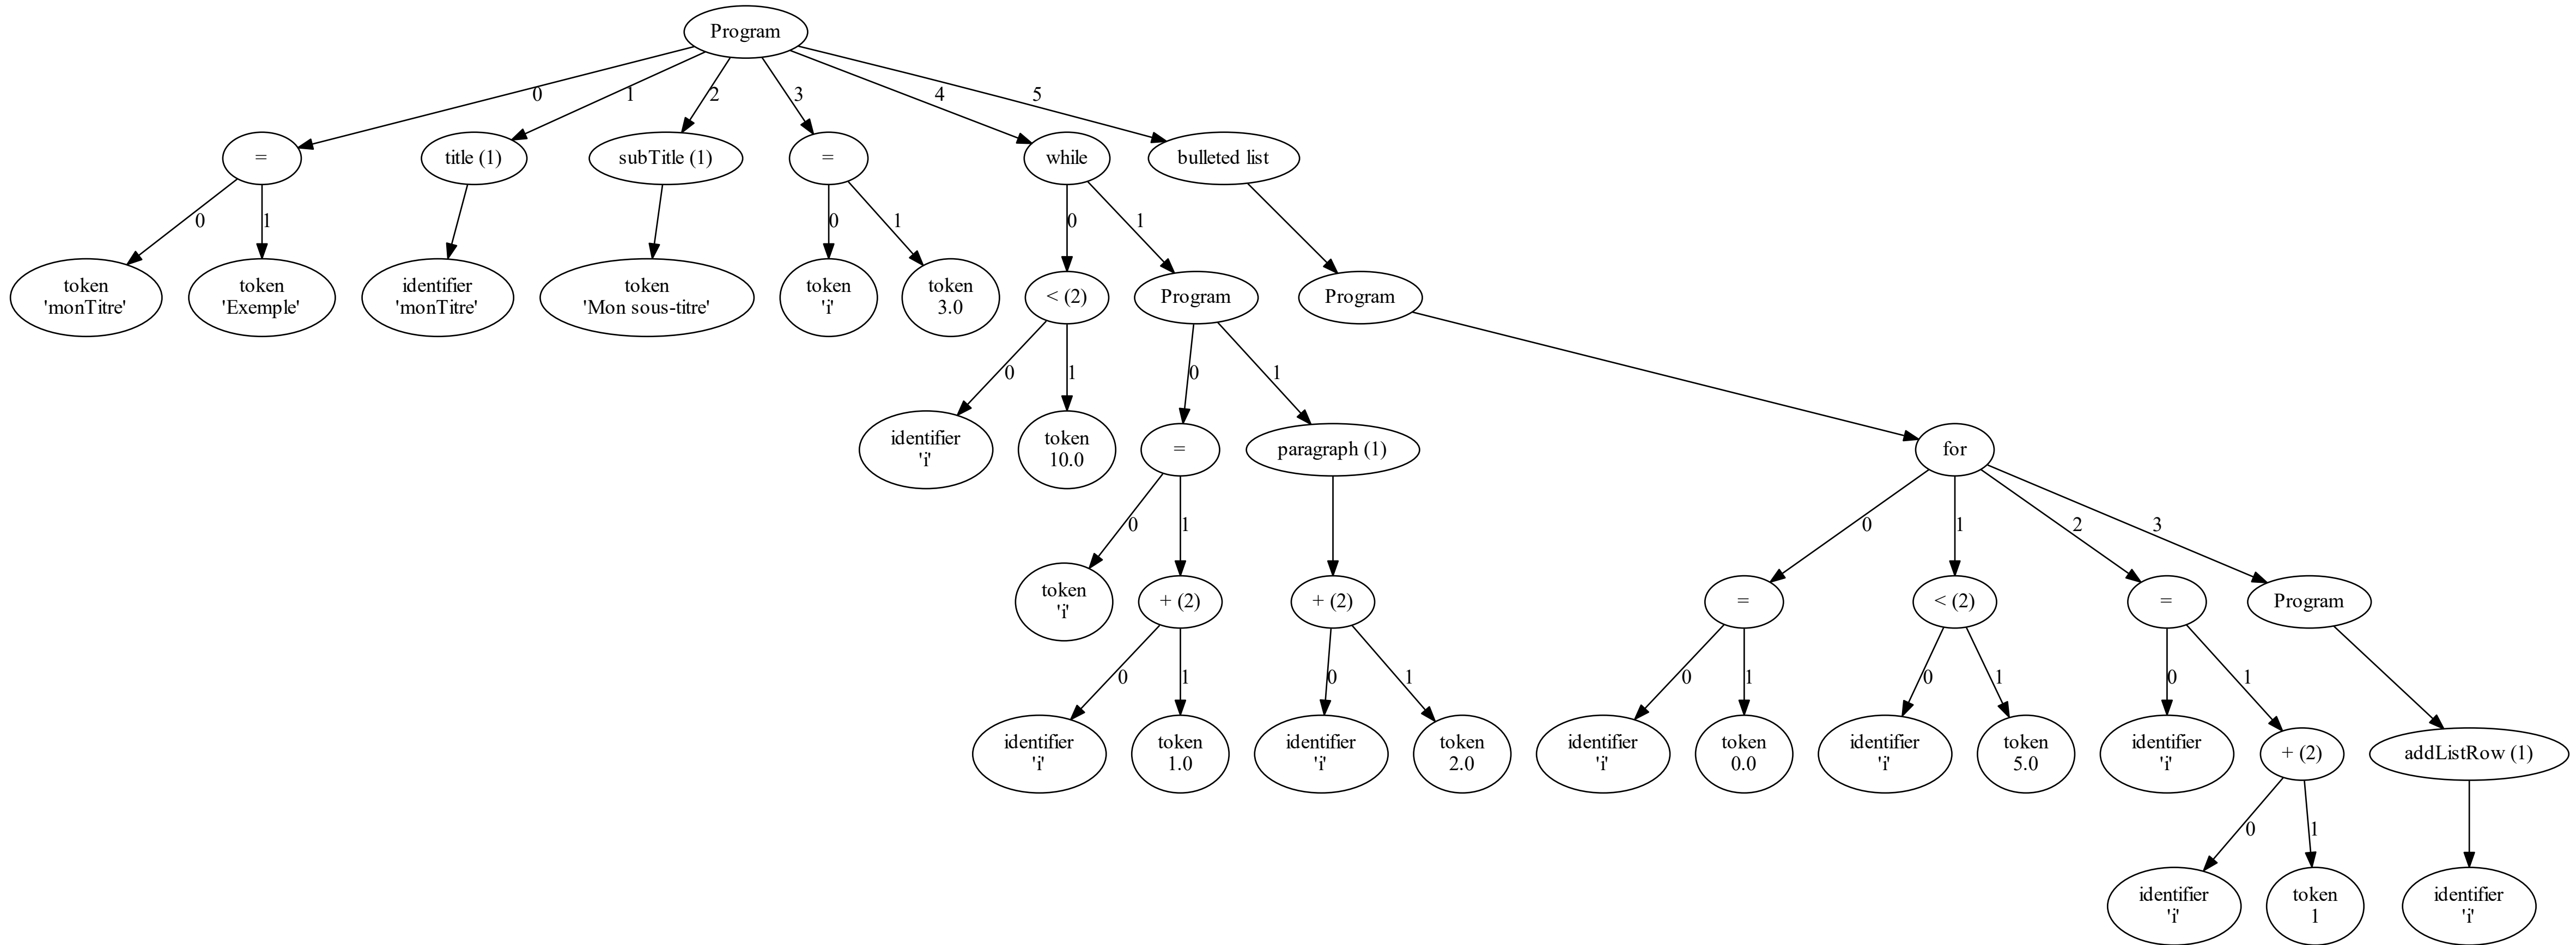 Program
0
1
2
3
4
5
=
title (1)
subTitle (1)
=
while
bulleted list
0
1
0
1
0
1
token
'monTitre'
token
'Exemple'
identifier
'monTitre'
token
'Mon sous-titre'
token
'i'
token
3.0
< (2)
Program
Program
0
1
0
1
identifier
'i'
token
10.0
=
paragraph (1)
for
0
1
0
1
2
3
token
'i'
+ (2)
+ (2)
=
< (2)
=
Program
0
1
0
1
0
1
0
1
0
1
identifier
'i'
token
1.0
identifier
'i'
token
2.0
identifier
'i'
token
0.0
identifier
'i'
token
5.0
identifier
'i'
+ (2)
addListRow (1)
0
1
identifier
'i'
token
1
identifier
'i'